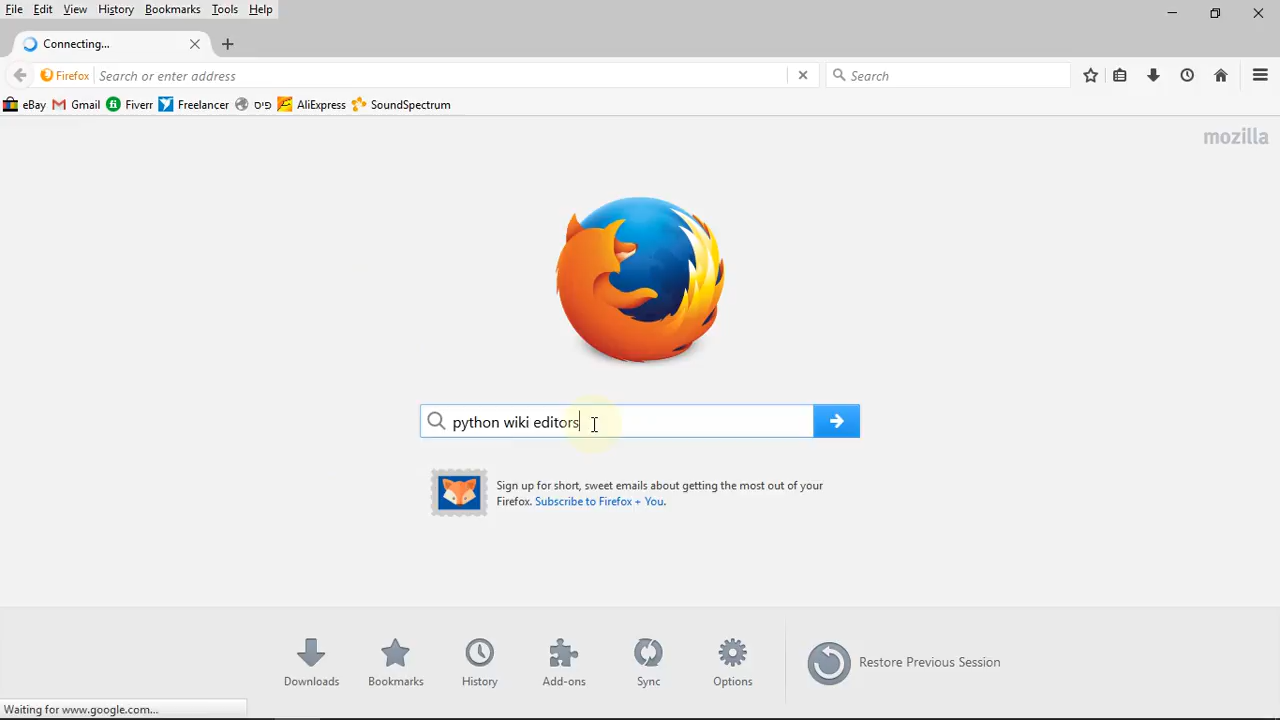 File Edit View History Bookmarks Tools Help
Connecting...
Firefox Search or enter address Search
eBay Gmail Fiverr Freelancer פיס AliExpress SoundSpectrum
mozilla
python wiki editors
Sign up for short, sweet emails about getting the most out of your
Firefox. Subscribe to Firefox + You.
Downloads Bookmarks History Add-ons Sync Options Restore Previous Session
Waiting for www.google.com...